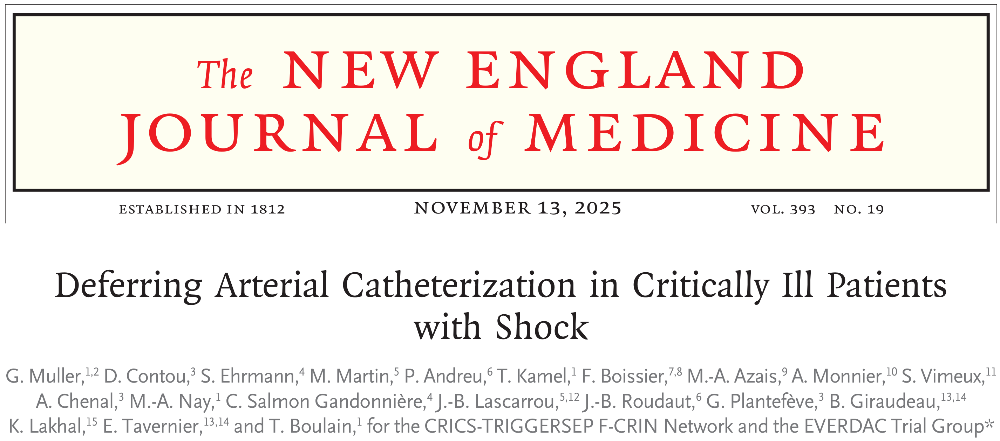 The NEW ENGLAND
JOURNAL of MEDICINE
ESTABLISHED IN 1812 NOVEMBER 13, 2025 VOL. 393 NO. 19
Deferring Arterial Catheterization in Critically Ill Patients
with Shock
G. Muller,1,2 D. Contou,3 S. Ehrmann,4 M. Martin,5 P. Andreu,6 T. Kamel,1 F. Boissier,7,8 M.-A. Azais,9 A. Monnier,10 S. Vimeux,11
A. Chenal,3 M.-A. Nay,1 C. Salmon Gandonnière,4 J.-B. Lascarrou,5,12 J.-B. Roudaut,6 G. Plantefève,3 B. Giraudeau,13,14
K. Lakhal,15 E. Tavernier,13,14 and T. Boulain,1 for the CRICS-TRIGGERSEP F-CRIN Network and the EVERDAC Trial Group*